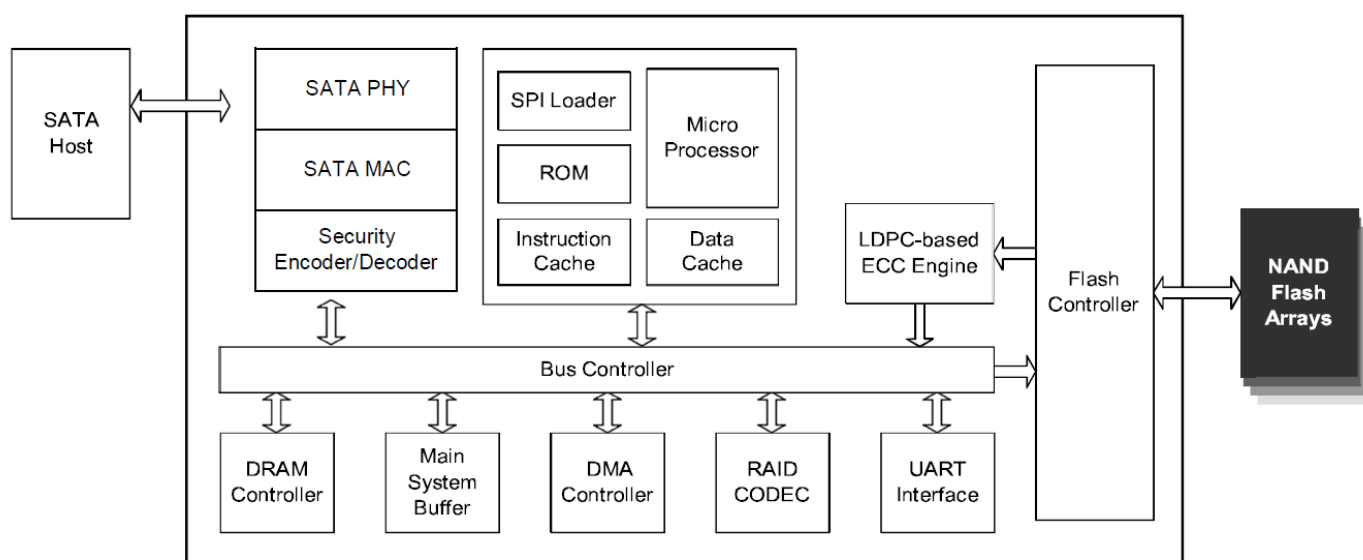 SATA
Host
SATA PHY
SATA MAC
Security
Encoder/Decoder
SPI Loader
ROM
Instruction
Cache
Micro
Processor
Data
Cache
LDPC-based
ECC Engine
Flash
Controller
NAND
Flash
Arrays
Bus Controller
DRAM
Controller
Main
System
Buffer
DMA
Controller
RAID
CODEC
UART
Interface